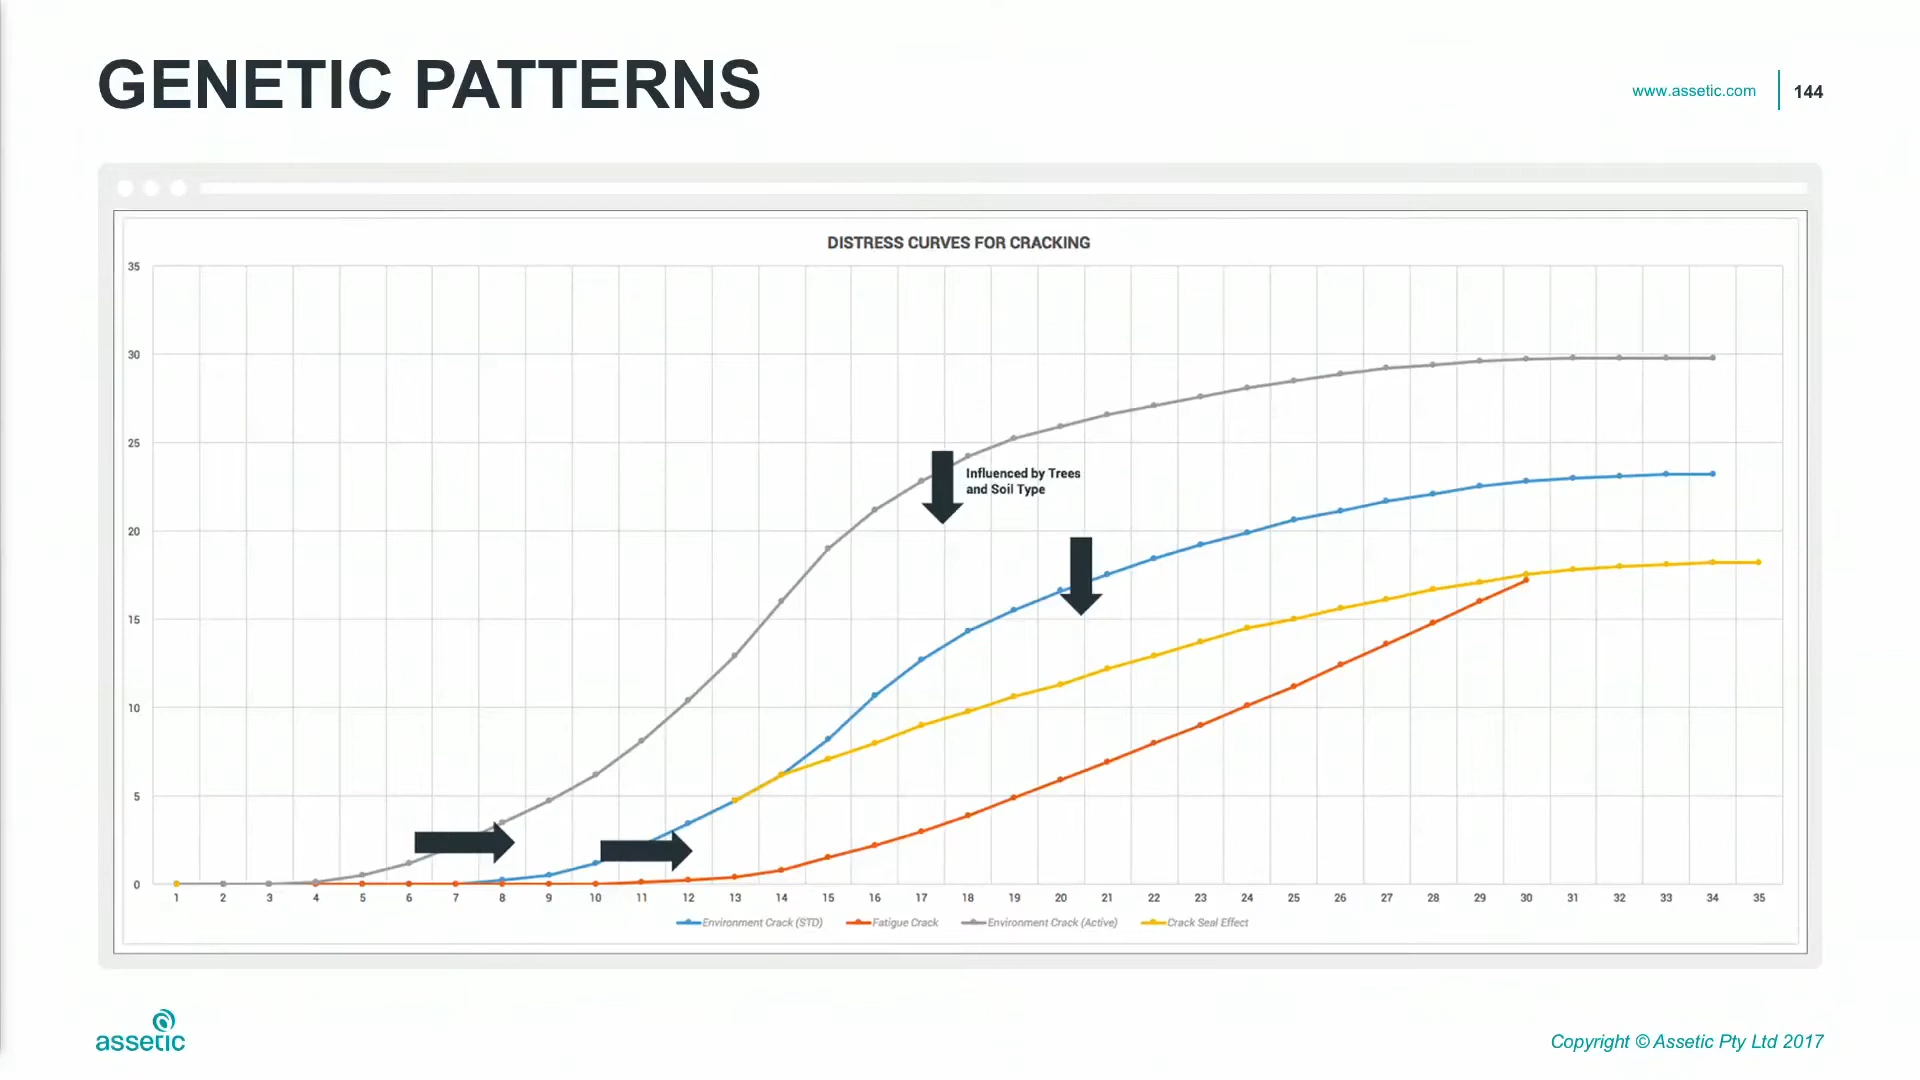 GENETIC PATTERNS
www.assetic.com
144
DISTRESS CURVES FOR CRACKING
35
30
25
20
15
10
5
0
Influenced by Trees
and Soil Type
1 2 3 4 5 6 7 8 9 10 11 12 13 14 15 16 17 18 19 20 21 22 23 24 25 26 27 28 29 30 31 32 33 34 35
Environment Crack (STD) Fatigue Crack Environment Crack (Active) Crack Seal Effect
assetic
Copyright © Assetic Pty Ltd 2017